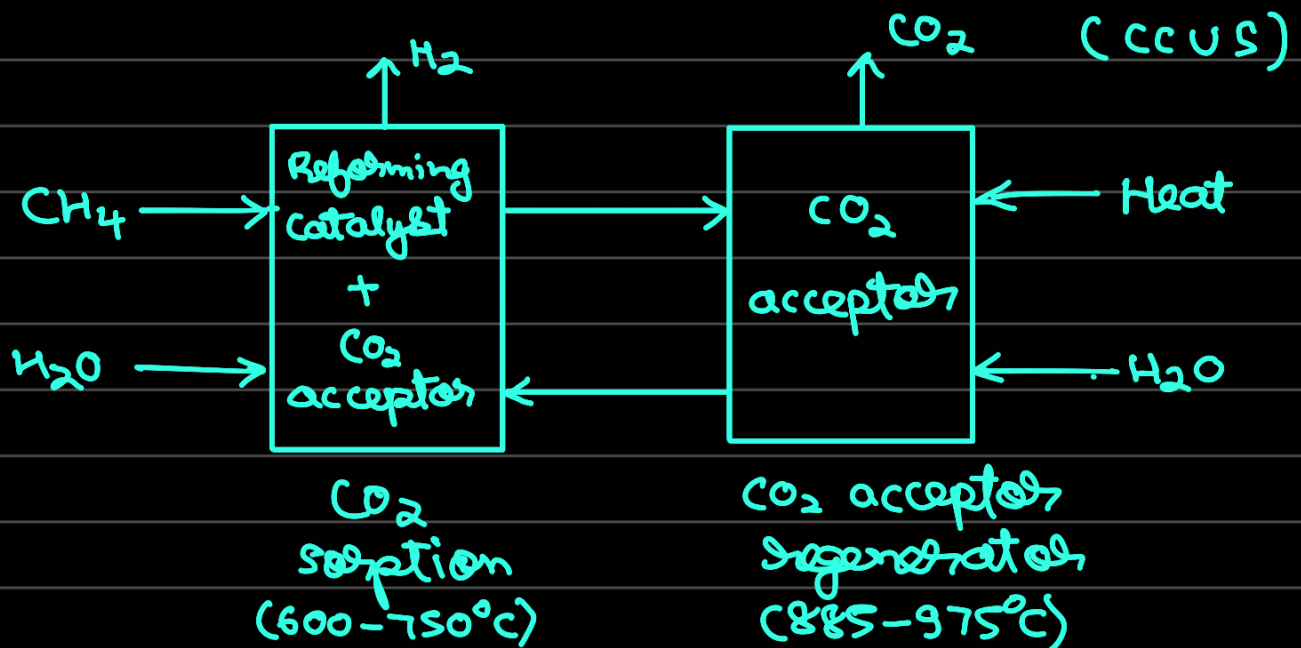 H₂
CO₂ (CCUS)
CH₄
H₂O
Reforming
catalyst
+
CO₂
acceptor
CO₂
acceptor
Heat
H₂O
CO₂
sorption
(600-750°C)
CO₂ acceptor
regenerator
(885-975°C)